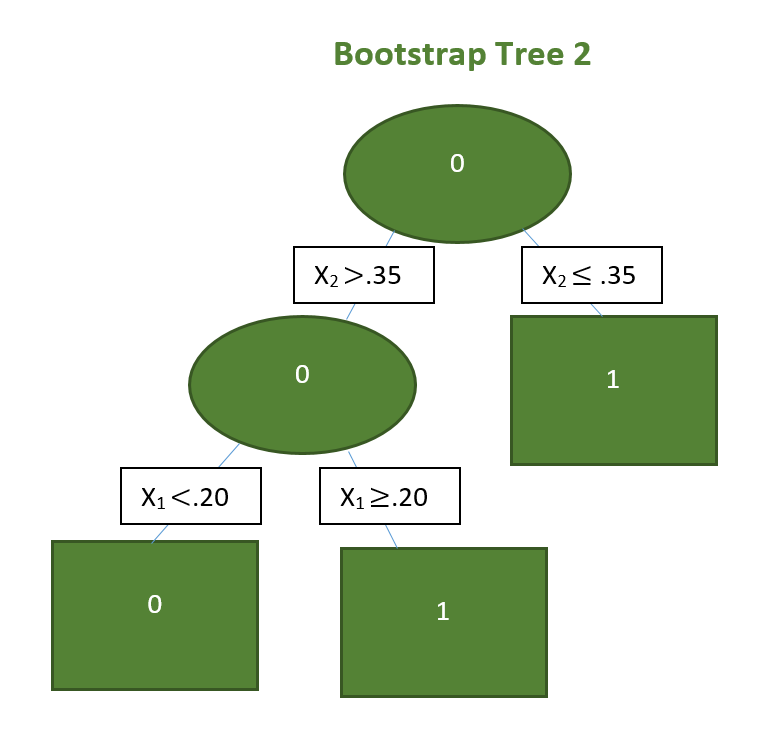 Bootstrap Tree 2
0
X₂ >.35
X₂ ≤ .35
0
1
X₁ <.20
X₁ ≥.20
0
1